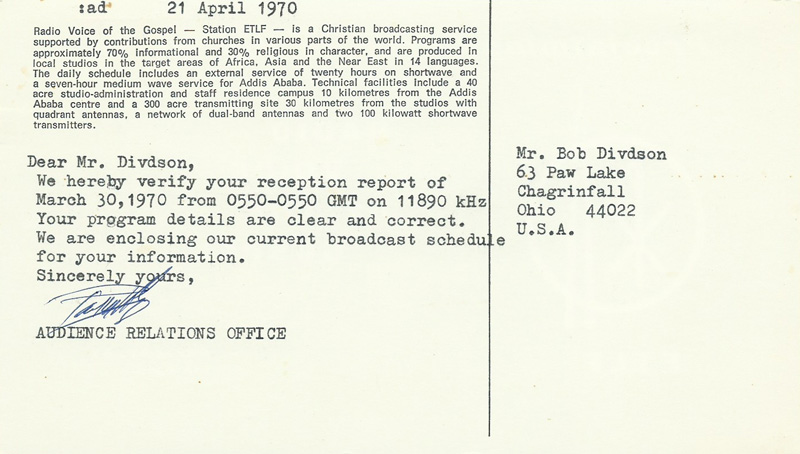 :ad 21 April 1970
Radio Voice of the Gospel — Station ETLF — is a Christian broadcasting service
supported by contributions from churches in various parts of the world. Programs are
approximately 70% informational and 30% religious in character, and are produced in
local studios in the target areas of Africa, Asia and the Near East in 14 languages.
The daily schedule includes an external service of twenty hours on shortwave and
a seven-hour medium wave service for Addis Ababa. Technical facilities include a 40
acre studio-administration and staff residence campus 10 kilometres from the Addis
Ababa centre and a 300 acre transmitting site 30 kilometres from the studios with
quadrant antennas, a network of dual-band antennas and two 100 kilowatt shortwave
transmitters.
Dear Mr. Divdson,
We hereby verify your reception report of
March 30,1970 from 0550-0550 GMT on 11890 kHz
Your program details are clear and correct.
We are enclosing our current broadcast schedule
for your information.
Sincerely yours,
AUDIENCE RELATIONS OFFICE
Mr. Bob Divdson
63 Paw Lake
Chagrinfall
Ohio 44022
U.S.A.